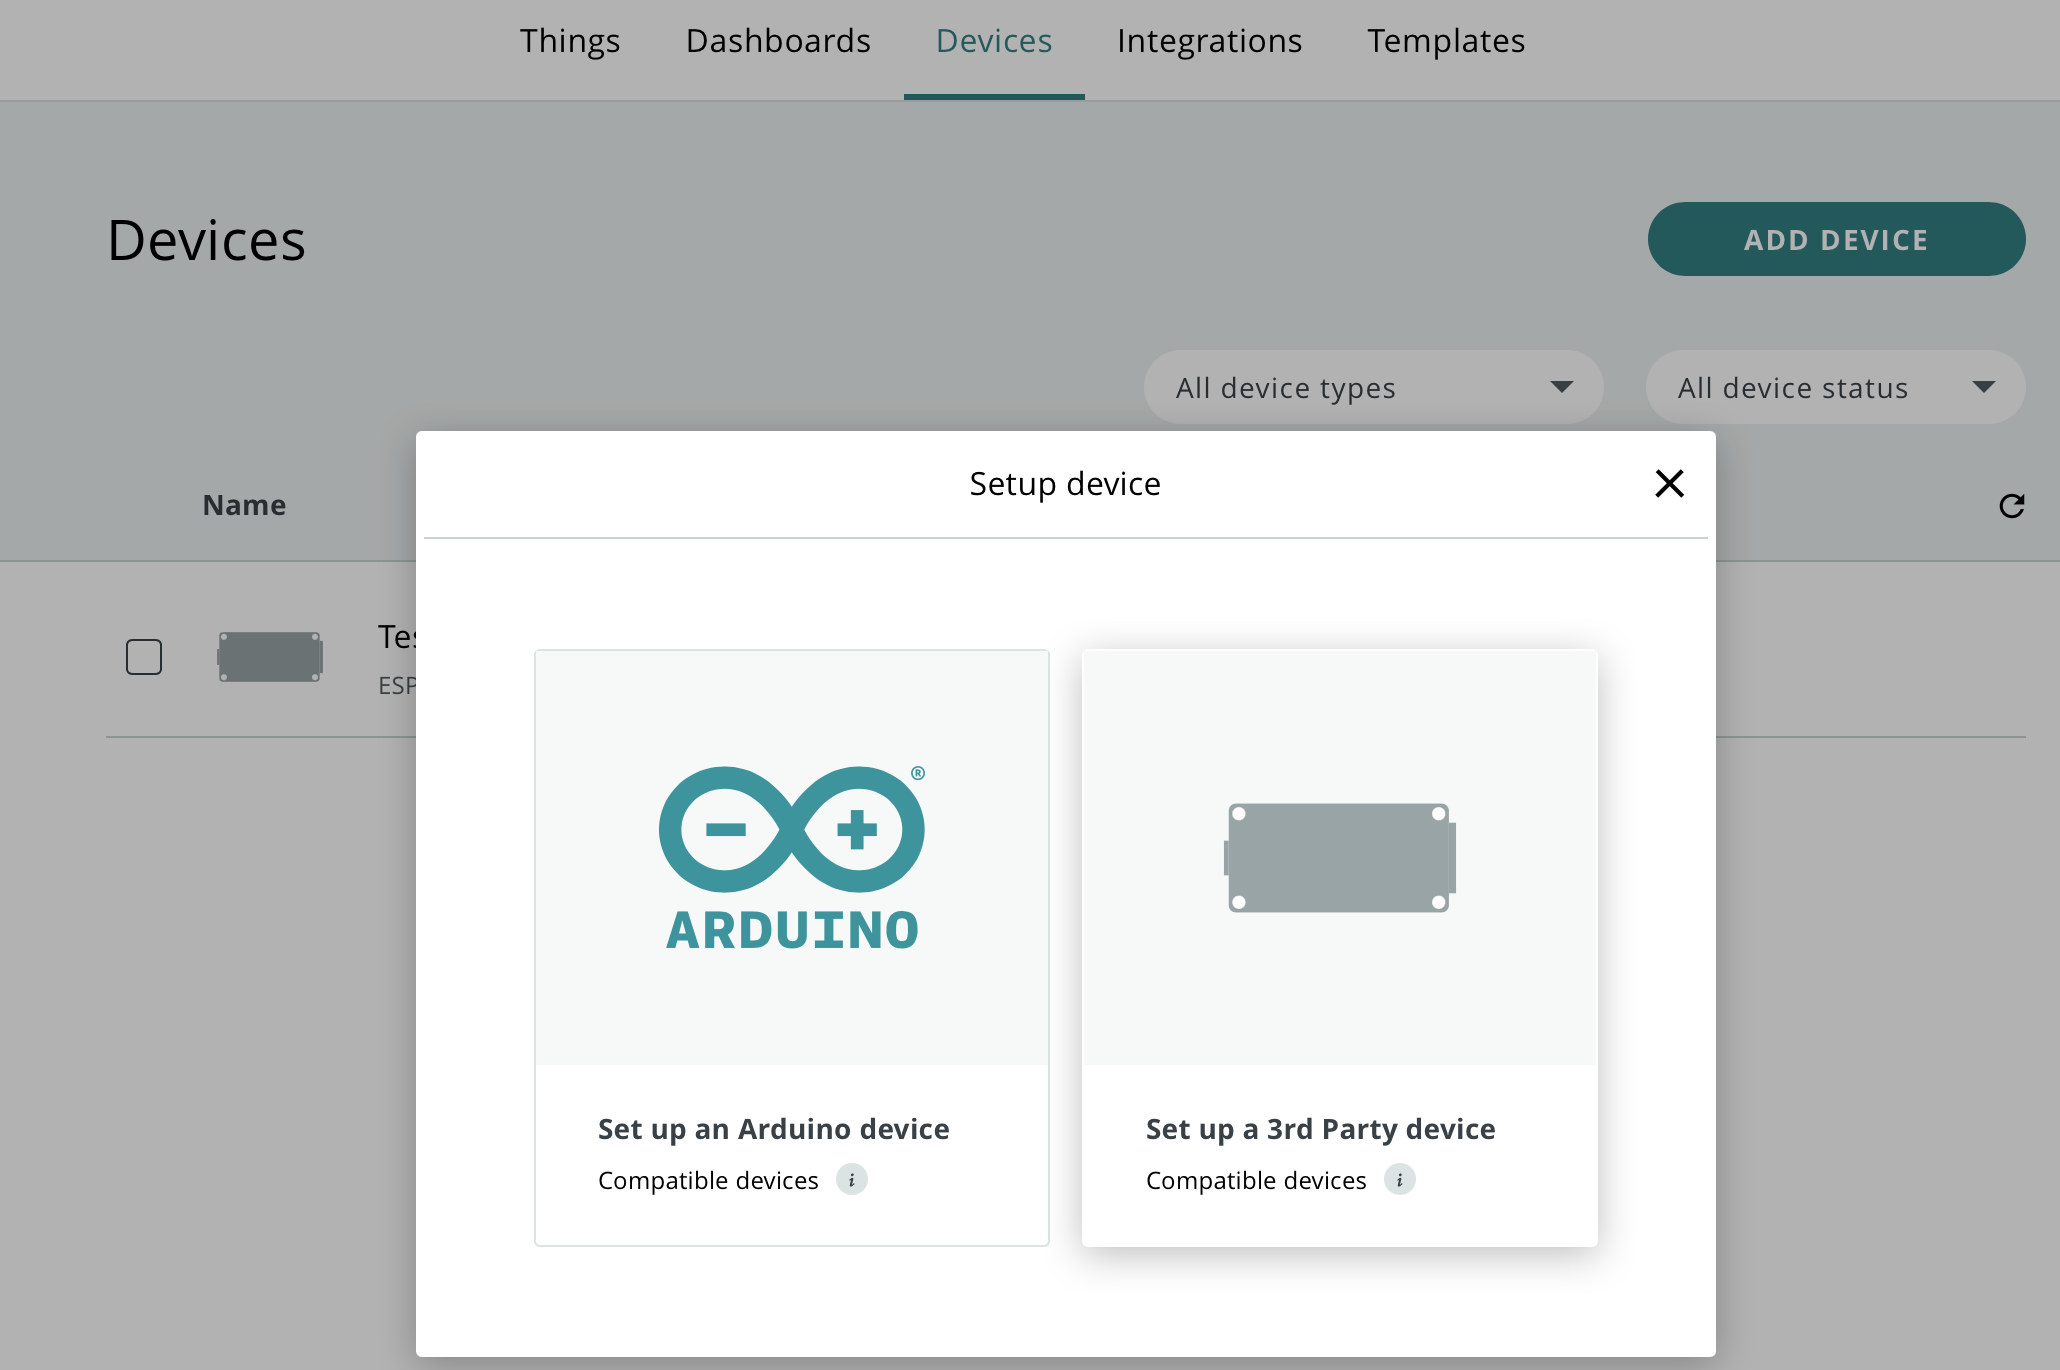 Things Dashboards Devices Integrations Templates
Devices
ADD DEVICE
All device types
All device status
Name
Setup device
Tes
ESP
®
ARDUINO
Set up an Arduino device
Compatible devices i
Set up a 3rd Party device
Compatible devices i